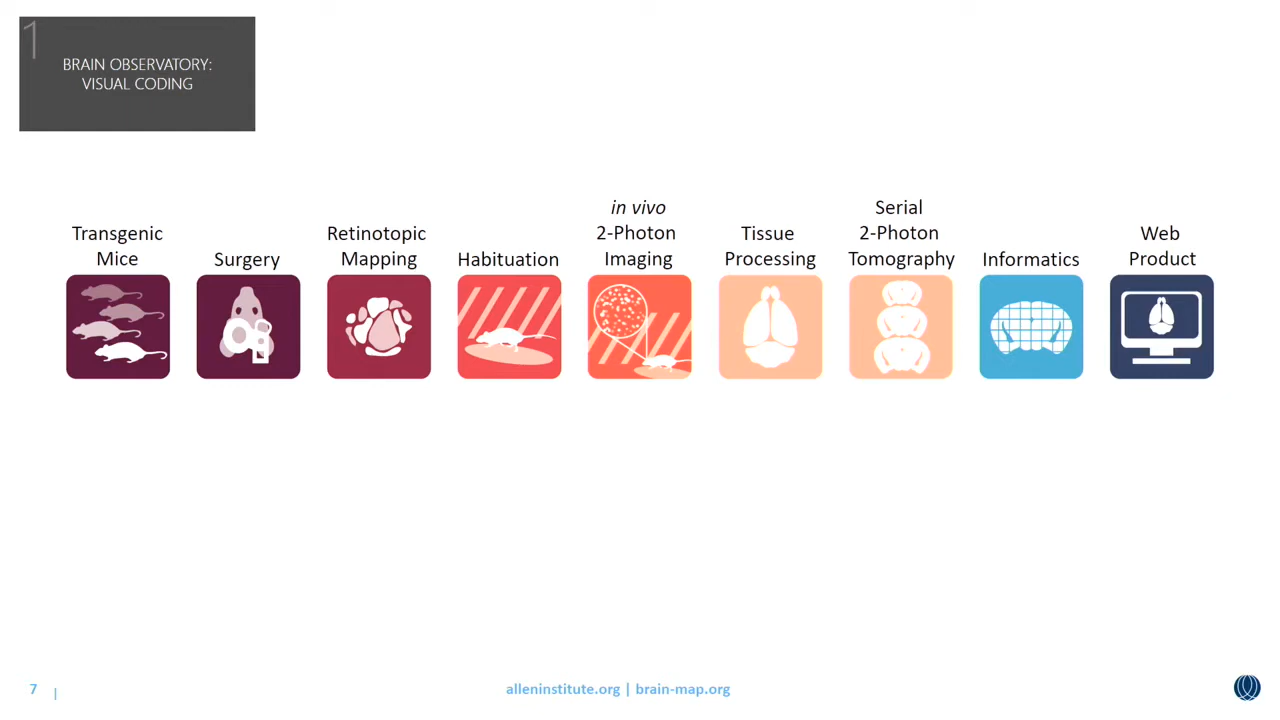 1
BRAIN OBSERVATORY:
VISUAL CODING
Transgenic
Mice
Surgery
Retinotopic
Mapping
Habituation
in vivo
2-Photon
Imaging
Tissue
Processing
Serial
2-Photon
Tomography
Informatics
Web
Product
7 |
alleninstitute.org | brain-map.org